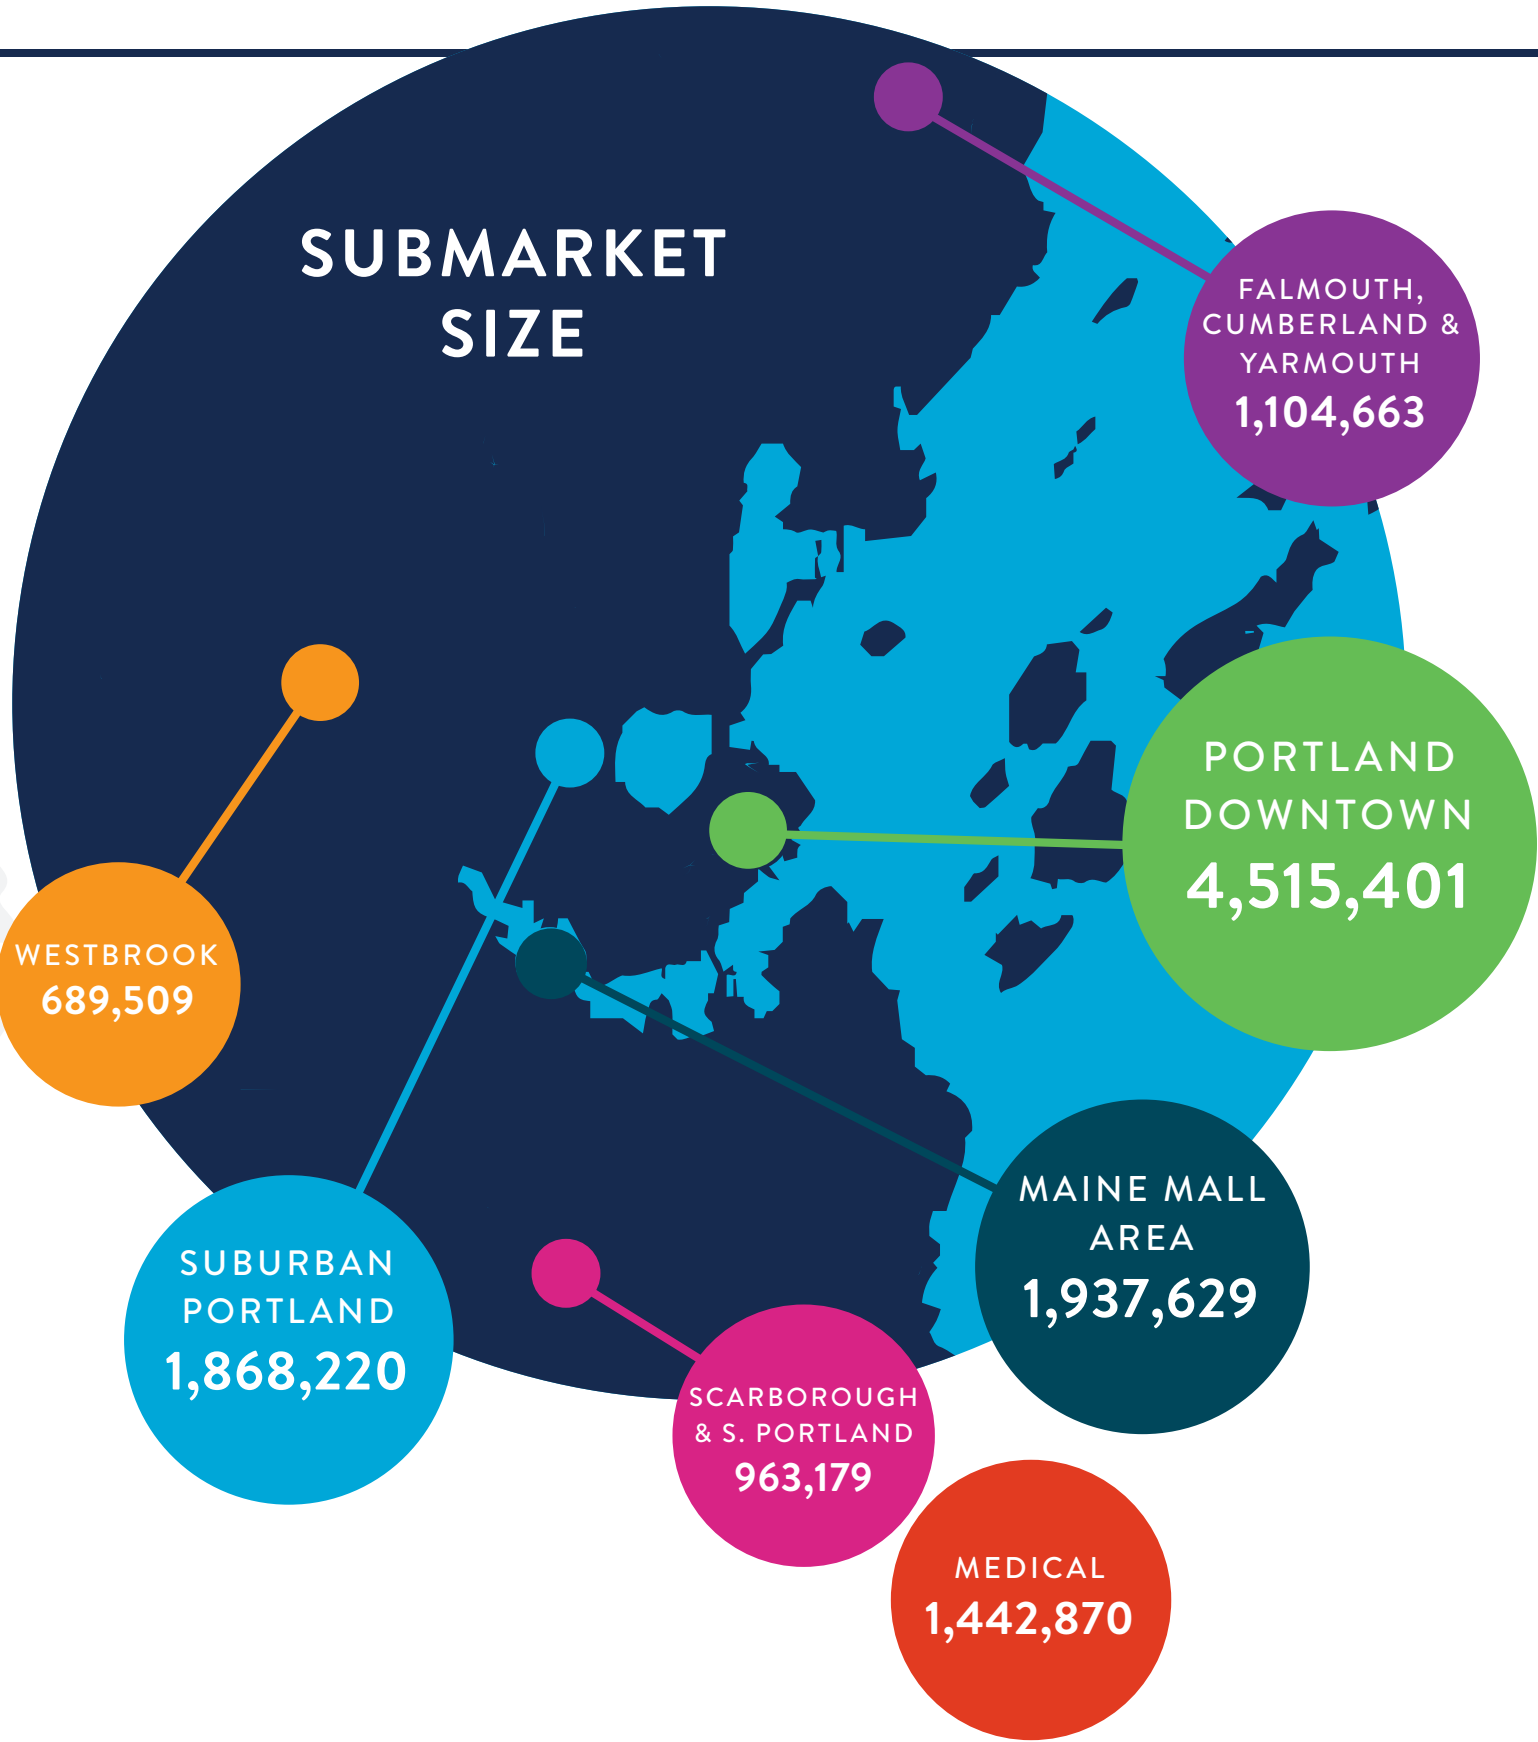 SUBMARKET
SIZE
FALMOUTH,
CUMBERLAND &
YARMOUTH
1,104,663
PORTLAND
DOWNTOWN
4,515,401
WESTBROOK
689,509
MAINE MALL
AREA
1,937,629
SUBURBAN
PORTLAND
1,868,220
SCARBOROUGH
& S. PORTLAND
963,179
MEDICAL
1,442,870